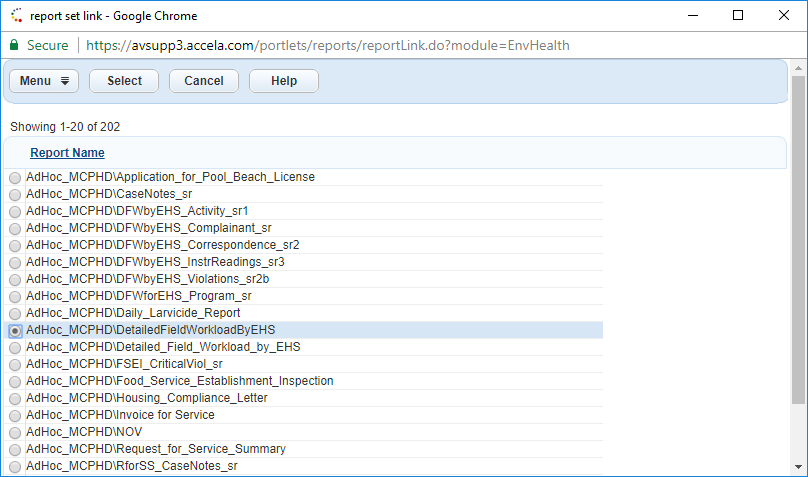 report set link - Google Chrome
Secure | https://avsupp3.accela.com/portlets/reports/reportLink.do?module=EnvHealth
Menu Select Cancel Help
Showing 1-20 of 202
Report Name
AdHoc_MCPHD\Application_for_Pool_Beach_License
AdHoc_MCPHD\CaseNotes_sr
AdHoc_MCPHD\DFWbyEHS_Activity_sr1
AdHoc_MCPHD\DFWbyEHS_Complainant_sr
AdHoc_MCPHD\DFWbyEHS_Correspondence_sr2
AdHoc_MCPHD\DFWbyEHS_InstrReadings_sr3
AdHoc_MCPHD\DFWbyEHS_Violations_sr2b
AdHoc_MCPHD\DFWforEHS_Program_sr
AdHoc_MCPHD\Daily_Larvicide_Report
AdHoc_MCPHD\DetailedFieldWorkloadByEHS
AdHoc_MCPHD\Detailed_Field_Workload_by_EHS
AdHoc_MCPHD\FSEI_CriticalViol_sr
AdHoc_MCPHD\Food_Service_Establishment_Inspection
AdHoc_MCPHD\Housing_Compliance_Letter
AdHoc_MCPHD\Invoice for Service
AdHoc_MCPHD\NOV
AdHoc_MCPHD\Request_for_Service_Summary
AdHoc_MCPHD\RforSS_CaseNotes_sr